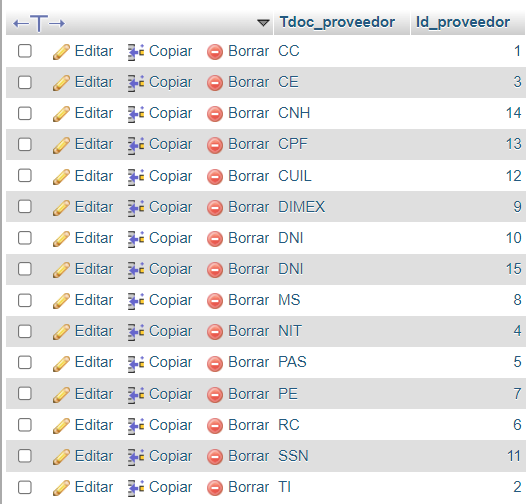 Tdoc_proveedor Id_proveedor
Editar Copiar Borrar CC 1
Editar Copiar Borrar CE 3
Editar Copiar Borrar CNH 14
Editar Copiar Borrar CPF 13
Editar Copiar Borrar CUIL 12
Editar Copiar Borrar DIMEX 9
Editar Copiar Borrar DNI 10
Editar Copiar Borrar DNI 15
Editar Copiar Borrar MS 8
Editar Copiar Borrar NIT 4
Editar Copiar Borrar PAS 5
Editar Copiar Borrar PE 7
Editar Copiar Borrar RC 6
Editar Copiar Borrar SSN 11
Editar Copiar Borrar TI 2